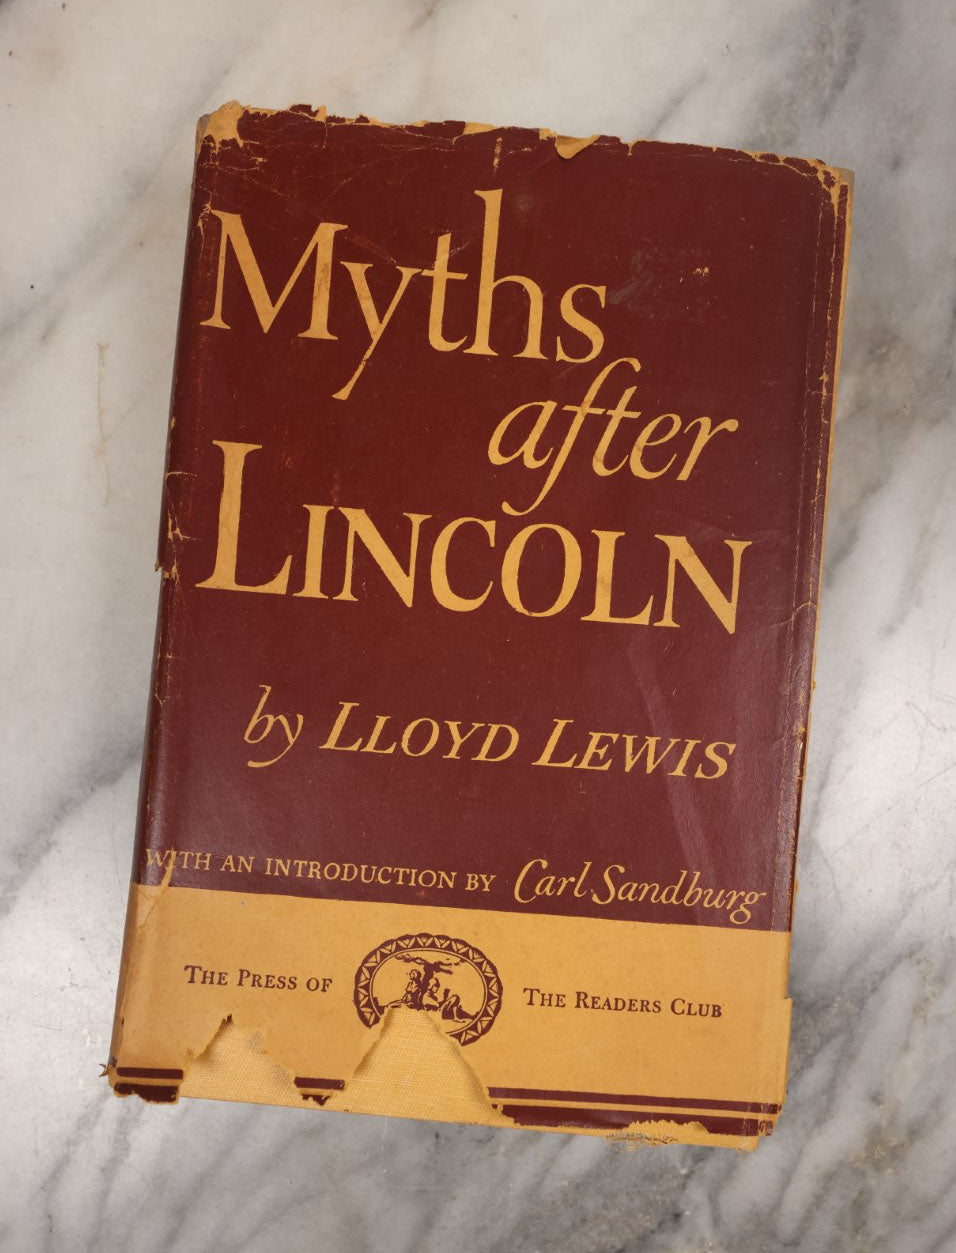 Myths
after
LINCOLN
by LLOYD LEWIS
WITH AN INTRODUCTION BY Carl Sandburg
THE PRESS OF THE READERS CLUB